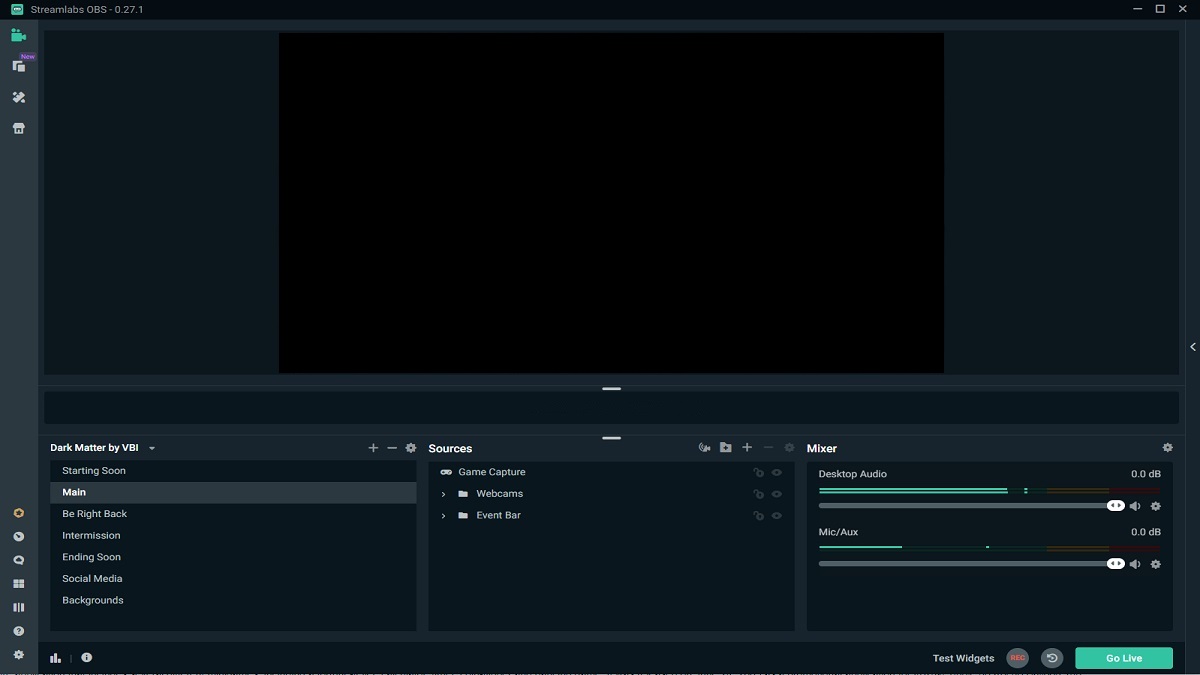 Streamlabs OBS - 0.27.1
New
Dark Matter by VBI
Starting Soon
Main
Be Right Back
Intermission
Ending Soon
Social Media
Backgrounds
Sources
Game Capture
Webcams
Event Bar
Mixer
Desktop Audio 0.0 dB
Mic/Aux 0.0 dB
Test Widgets REC Go Live